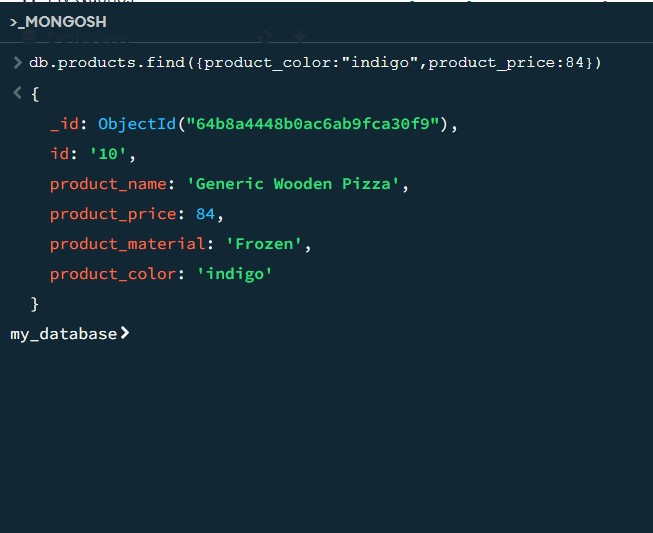 >_MONGOSH
> db.products.find({product_color:"indigo",product_price:84})
< {
_id: ObjectId("64b8a4448b0ac6ab9fca30f9"),
id: '10',
product_name: 'Generic Wooden Pizza',
product_price: 84,
product_material: 'Frozen',
product_color: 'indigo'
}
my_database>